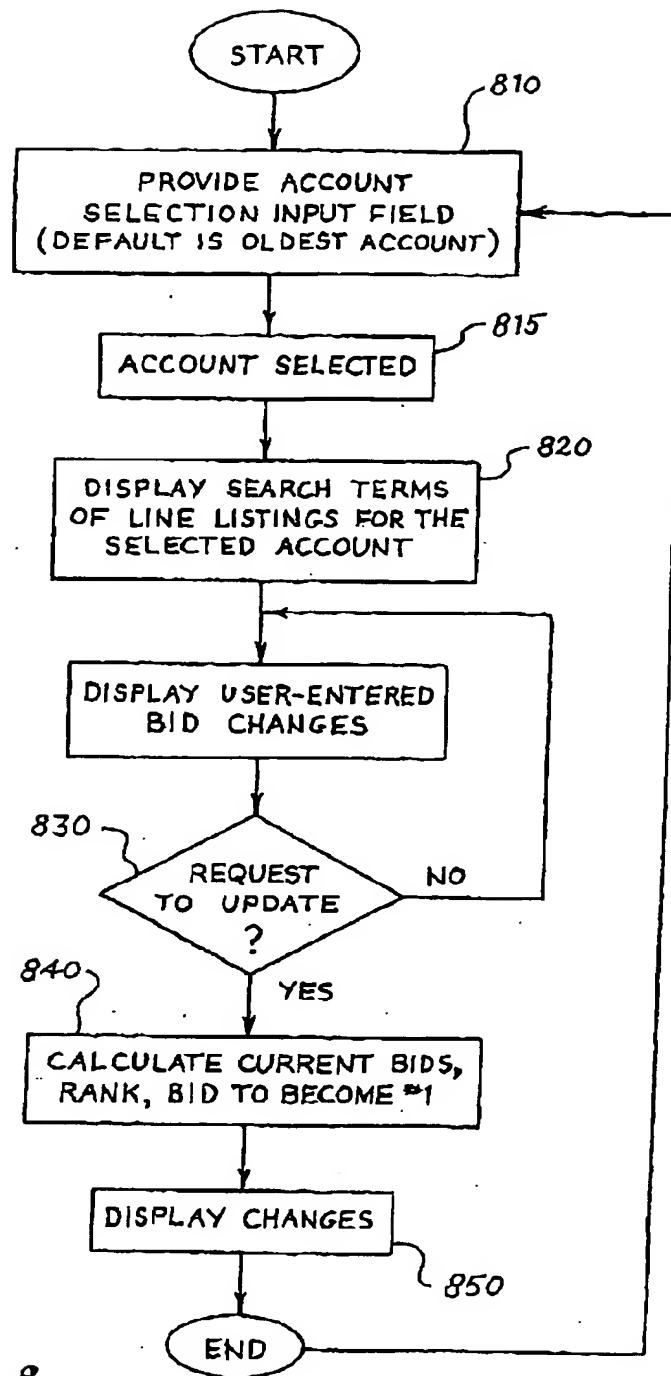 START
810
PROVIDE ACCOUNT
SELECTION INPUT FIELD
(DEFAULT IS OLDEST ACCOUNT)
815
ACCOUNT SELECTED
820
DISPLAY SEARCH TERMS
OF LINE LISTINGS FOR THE
SELECTED ACCOUNT
DISPLAY USER-ENTERED
BID CHANGES
830
REQUEST
TO UPDATE
?
NO
YES
840
CALCULATE CURRENT BIDS,
RANK, BID TO BECOME #1
DISPLAY CHANGES
850
END